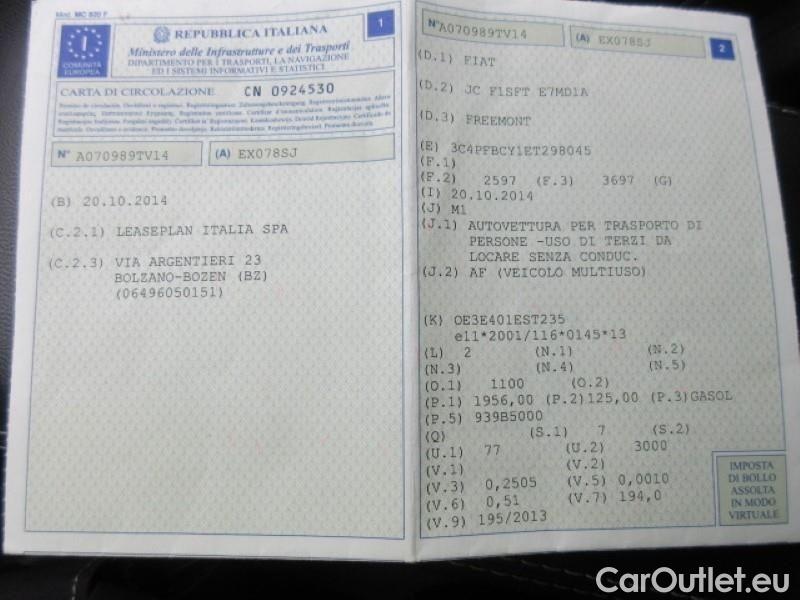 Mod. MC 820 F
1
I
COMUNITÀ
EUROPEA
REPUBBLICA ITALIANA
Ministero delle Infrastrutture e dei Trasporti
DIPARTIMENTO PER I TRASPORTI, LA NAVIGAZIONE
ED I SISTEMI INFORMATIVI E STATISTICI
CARTA DI CIRCOLAZIONE CN 0924530
N° A070989TV14 (A) EX078SJ
(B) 20.10.2014
(C.2.1) LEASEPLAN ITALIA SPA
(C.2.3) VIA ARGENTIERI 23
BOLZANO-BOZEN (BZ)
(06496050151)
N° A070989TV14 (A) EX078SJ
2
(D.1) FIAT
(D.2) JC F1SFT E7MD1A
(D.3) FREEMONT
(E) 3C4PFBCY1ET298045
(F.1)
(F.2) 2597 (F.3) 3697 (G)
(I) 20.10.2014
(J) M1
(J.1) AUTOVETTURA PER TRASPORTO DI
PERSONE -USO DI TERZI DA
LOCARE SENZA CONDUC.
(J.2) AF (VEICOLO MULTIUSO)
(K) OE3E401EST235
e11*2001/116*0145*13
(L) 2 (N.1) (N.2)
(N.3) (N.4) (N.5)
(O.1) 1100 (O.2)
(P.1) 1956,00 (P.2)125,00 (P.3)GASOL
(P.5) 939B5000
(Q) (S.1) 7 (S.2)
(U.1) 77 (U.2) 3000
(V.1) (V.2)
(V.3) 0,2505 (V.5) 0,0010
(V.6) 0,51 (V.7) 194,0
(V.9) 195/2013
IMPOSTA
DI BOLLO
ASSOLTA
IN MODO
VIRTUALE
CarOutlet.eu